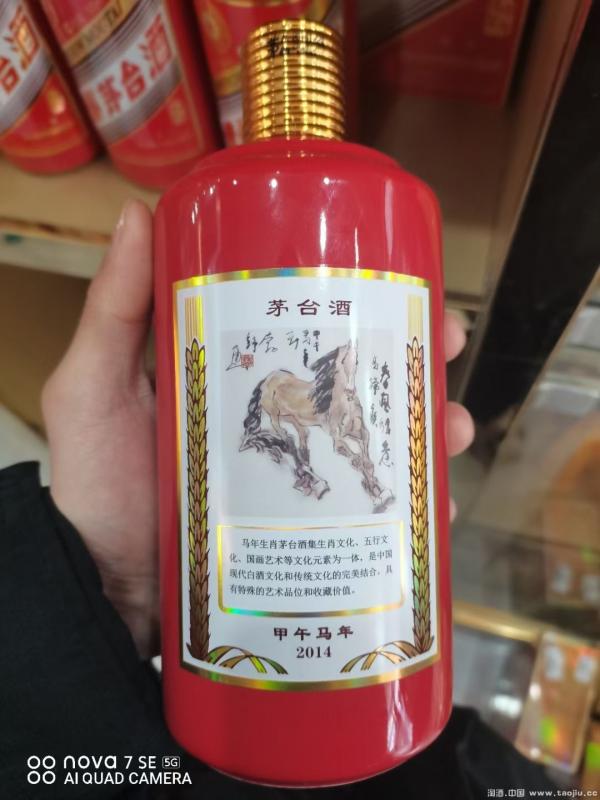 茅台酒
马年生肖茅台酒集生肖文化、五行文
化、国画艺术等文化元素为一体，是中国
现代白酒文化和传统文化的完美结合，具
有特殊的艺术品位和收藏价值。
甲午马年
2014
nova 7 SE 5G
AI QUAD CAMERA
淘酒.中国 / www.taojiu.cc